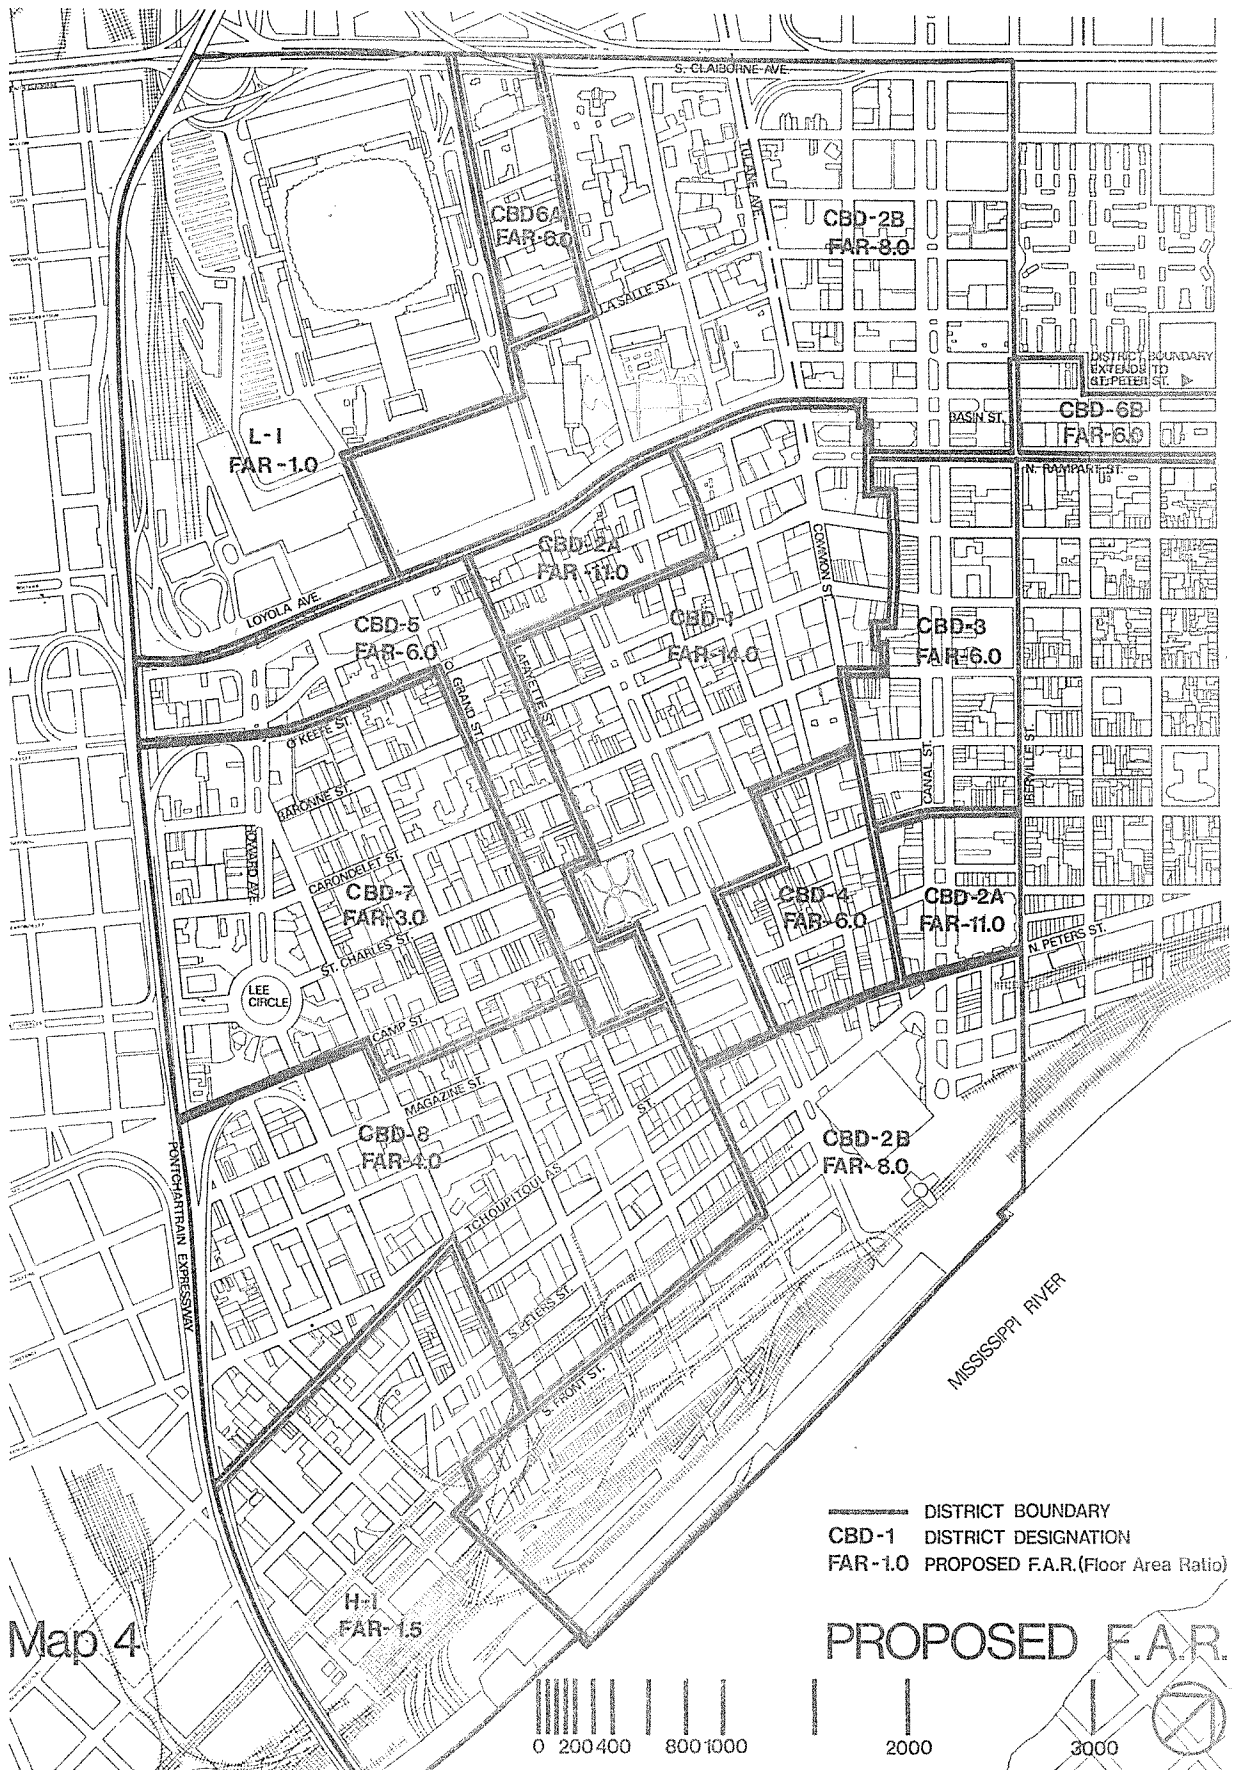 S. CLAIBORNE AVE.
TULANE AVE.
CBD 6A
FAR-6.0
CBD-2B
FAR-8.0
LA SALLE ST.
DISTRICT BOUNDARY
EXTENDS TO
ST. PETER ST.
BASIN ST.
CBD-6B
FAR-6.0
L-1
FAR-1.0
N. RAMPART ST.
CBD-2A
FAR-11.0
COMMON ST.
LOYOLA AVE.
CBD-5
FAR-6.0
CBD-1
FAR-14.0
CBD-3
FAR-6.0
LAFAYETTE ST.
GRAND ST.
O'KEEFE ST.
CANAL ST.
IBERVILLE ST.
BARONNE ST.
HOWARD AVE
CARONDELET ST.
CBD-7
FAR-3.0
CBD-4
FAR-6.0
CBD-2A
FAR-11.0
N. PETERS ST.
ST. CHARLES ST.
LEE
CIRCLE
CAMP ST.
MAGAZINE ST.
CBD-8
FAR-4.0
CBD-2B
FAR-8.0
TCHOUPITOULAS ST.
PONTCHARTRAIN EXPRESSWAY
S. PETERS ST.
MISSISSIPPI RIVER
S. FRONT ST.
DISTRICT BOUNDARY
CBD-1 DISTRICT DESIGNATION
FAR-1.0 PROPOSED F.A.R.(Floor Area Ratio)
H-1
FAR-1.5
Map 4
PROPOSED F.A.R.
0 200 400 800 1000 2000 3000